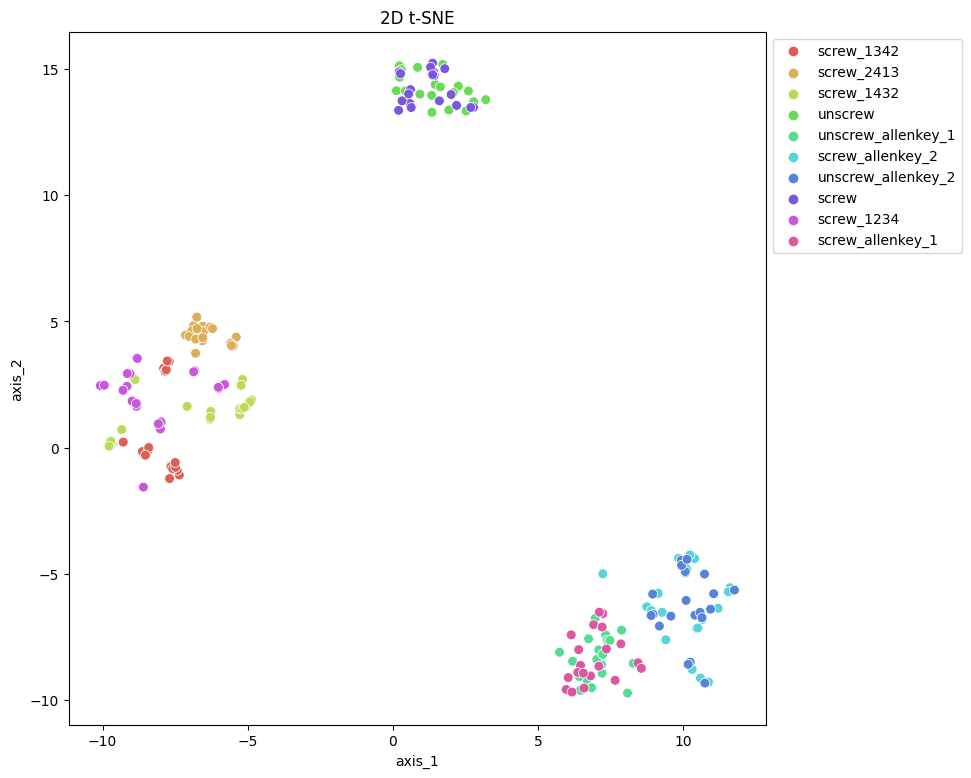 2D t-SNE
screw_1342
screw_2413
screw_1432
unscrew
unscrew_allenkey_1
screw_allenkey_2
unscrew_allenkey_2
screw
screw_1234
screw_allenkey_1
15
10
5
0
−5
−10
axis_2
−10
−5
0
5
10
axis_1